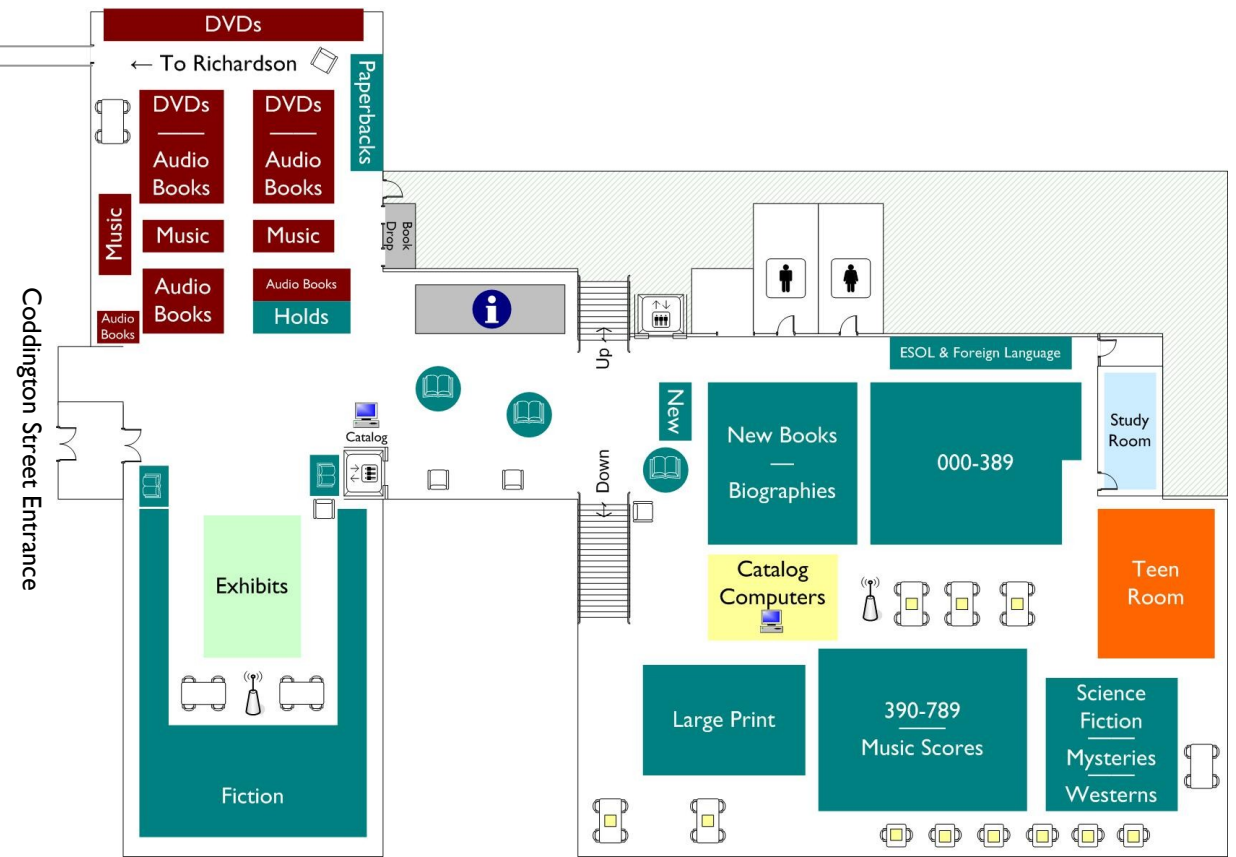 DVDs
← To Richardson
Paperbacks
DVDs
Audio
Books
DVDs
Audio
Books
Music
Music
Music
Book
Drop
Audio
Books
Audio Books
Holds
Audio
Books
i
Up
Down
Coddington Street Entrance
Catalog
New
ESOL & Foreign Language
New Books
Biographies
000-389
Study
Room
Exhibits
Catalog
Computers
Teen
Room
Large Print
390-789
Music Scores
Science
Fiction
Mysteries
Westerns
Fiction